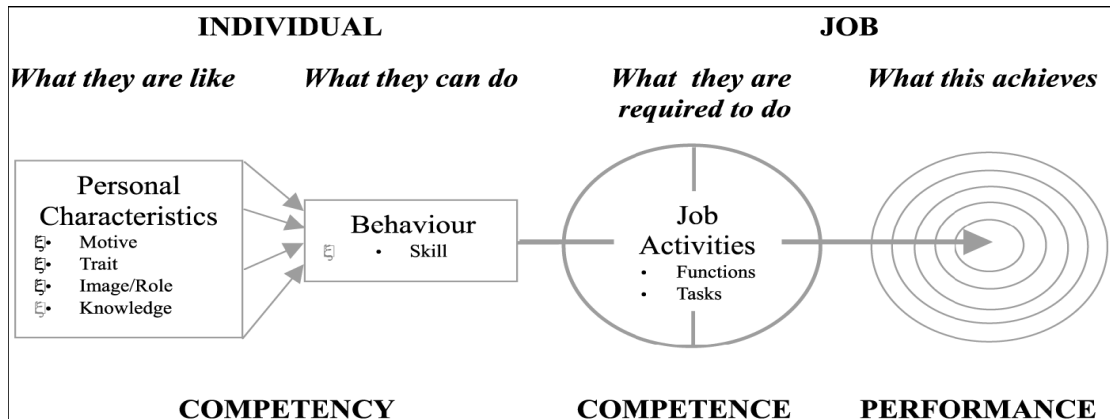 INDIVIDUAL JOB
What they are like What they can do What they are What this achieves
required to do
Personal
Characteristics
ξ• Motive
ξ• Trait
ξ• Image/Role
ξ• Knowledge
Behaviour
ξ • Skill
Job
Activities
• Functions
• Tasks
COMPETENCY COMPETENCE PERFORMANCE